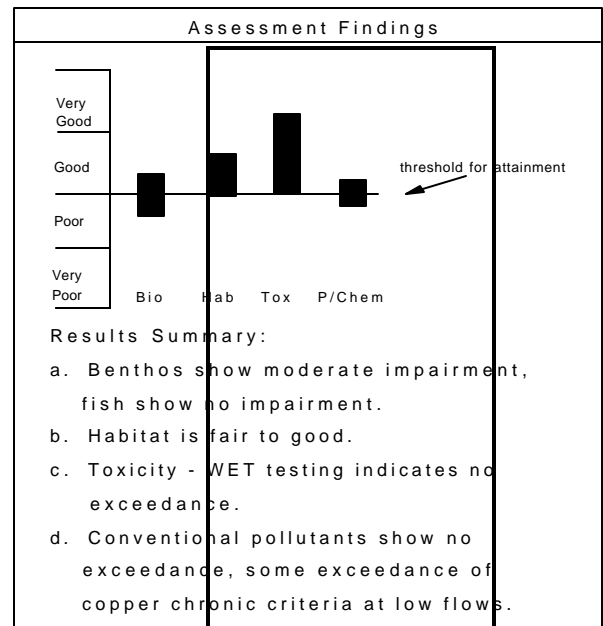 Assessment Findings
Very
Good
Good
threshold for attainment
Poor
Very
Poor
Bio Hab Tox P/Chem
Results Summary:
a. Benthos show moderate impairment,
fish show no impairment.
b. Habitat is fair to good.
c. Toxicity - WET testing indicates no
exceedance.
d. Conventional pollutants show no
exceedance, some exceedance of
copper chronic criteria at low flows.